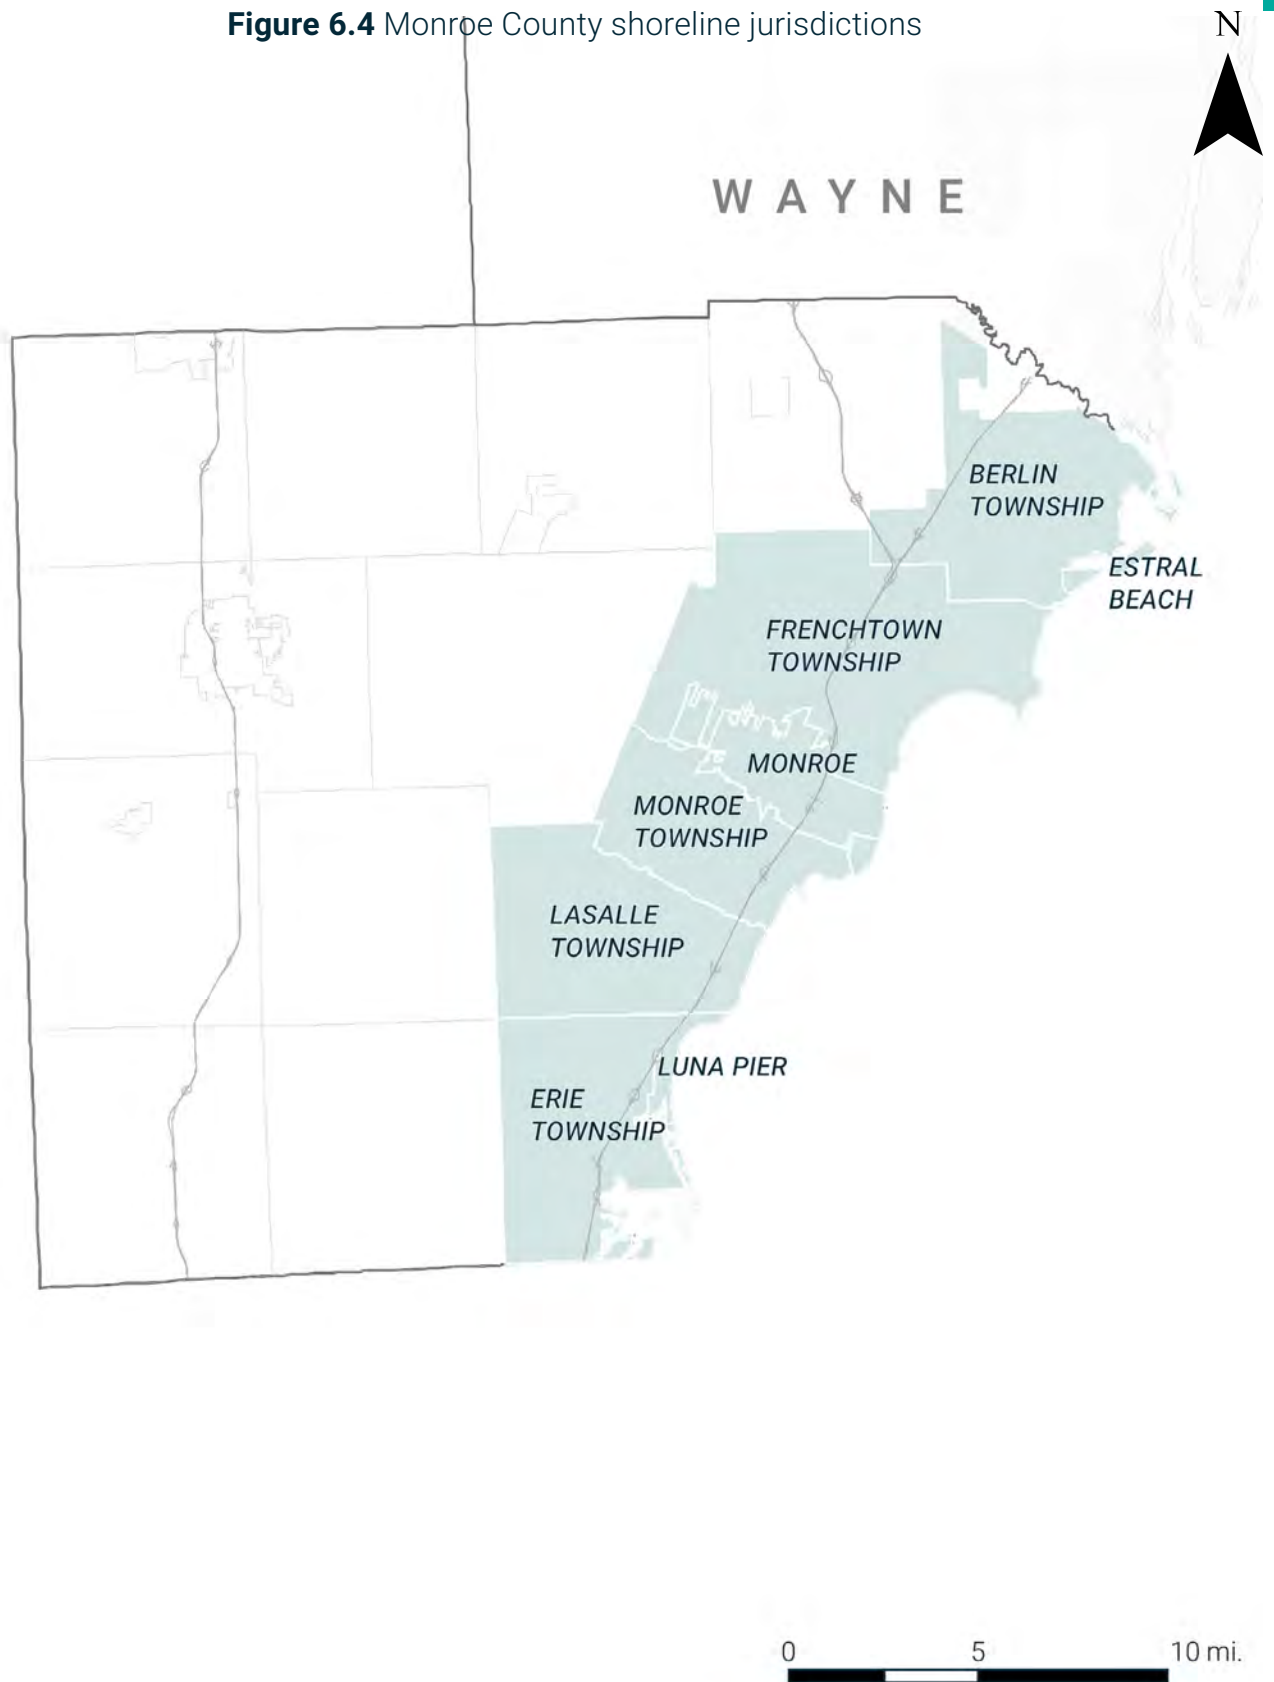 Figure 6.4 Monroe County shoreline jurisdictions
N
WAYNE
BERLIN
TOWNSHIP
ESTRAL
BEACH
FRENCHTOWN
TOWNSHIP
MONROE
MONROE
TOWNSHIP
LASALLE
TOWNSHIP
LUNA PIER
ERIE
TOWNSHIP
0 5 10 mi.